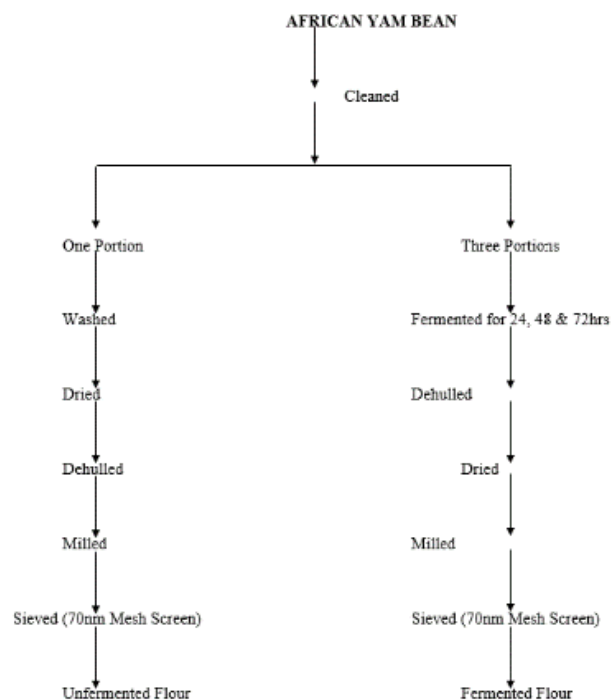 AFRICAN YAM BEAN
Cleaned
One Portion
Three Portions
Washed
Fermented for 24, 48 & 72hrs
Dried
Dehulled
Dehulled
Dried
Milled
Milled
Sieved (70nm Mesh Screen)
Sieved (70nm Mesh Screen)
Unfermented Flour
Fermented Flour